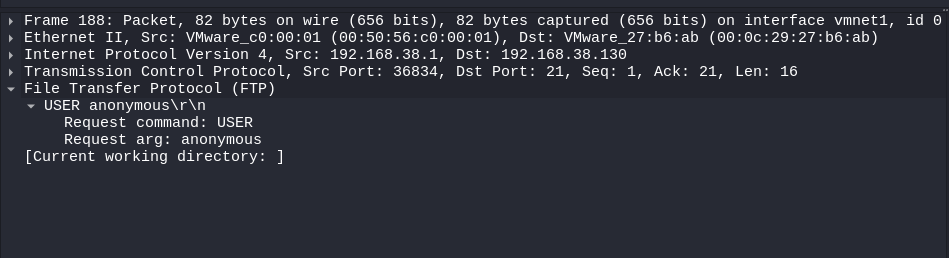 Frame 188: Packet, 82 bytes on wire (656 bits), 82 bytes captured (656 bits) on interface vmnet1, id 0
Ethernet II, Src: VMware_c0:00:01 (00:50:56:c0:00:01), Dst: VMware_27:b6:ab (00:0c:29:27:b6:ab)
Internet Protocol Version 4, Src: 192.168.38.1, Dst: 192.168.38.130
Transmission Control Protocol, Src Port: 36834, Dst Port: 21, Seq: 1, Ack: 21, Len: 16
File Transfer Protocol (FTP)
USER anonymous\r\n
Request command: USER
Request arg: anonymous
[Current working directory: ]